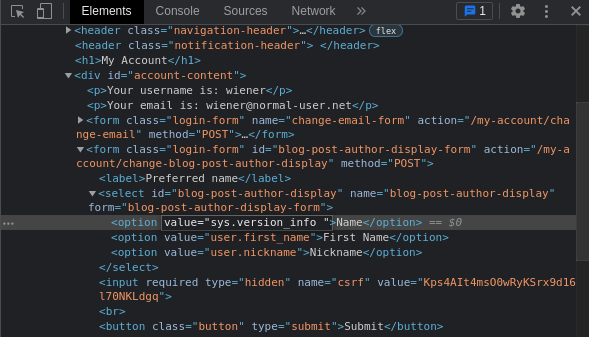 Elements Console Sources Network » 1
<header class="navigation-header">…</header> flex
<header class="notification-header"> </header>
<h1>My Account</h1>
<div id="account-content">
<p>Your username is: wiener</p>
<p>Your email is: wiener@normal-user.net</p>
<form class="login-form" name="change-email-form" action="/my-account/cha
nge-email" method="POST">…</form>
<form class="login-form" id="blog-post-author-display-form" action="/my-a
ccount/change-blog-post-author-display" method="POST">
<label>Preferred name</label>
<select id="blog-post-author-display" name="blog-post-author-display"
form="blog-post-author-display-form">
… <option value="sys.version_info ">Name</option> == $0
<option value="user.first_name">First Name</option>
<option value="user.nickname">Nickname</option>
</select>
<input required type="hidden" name="csrf" value="Kps4AIt4msO0wRyKSrx9d16
l70NKLdgq">
<br>
<button class="button" type="submit">Submit</button>